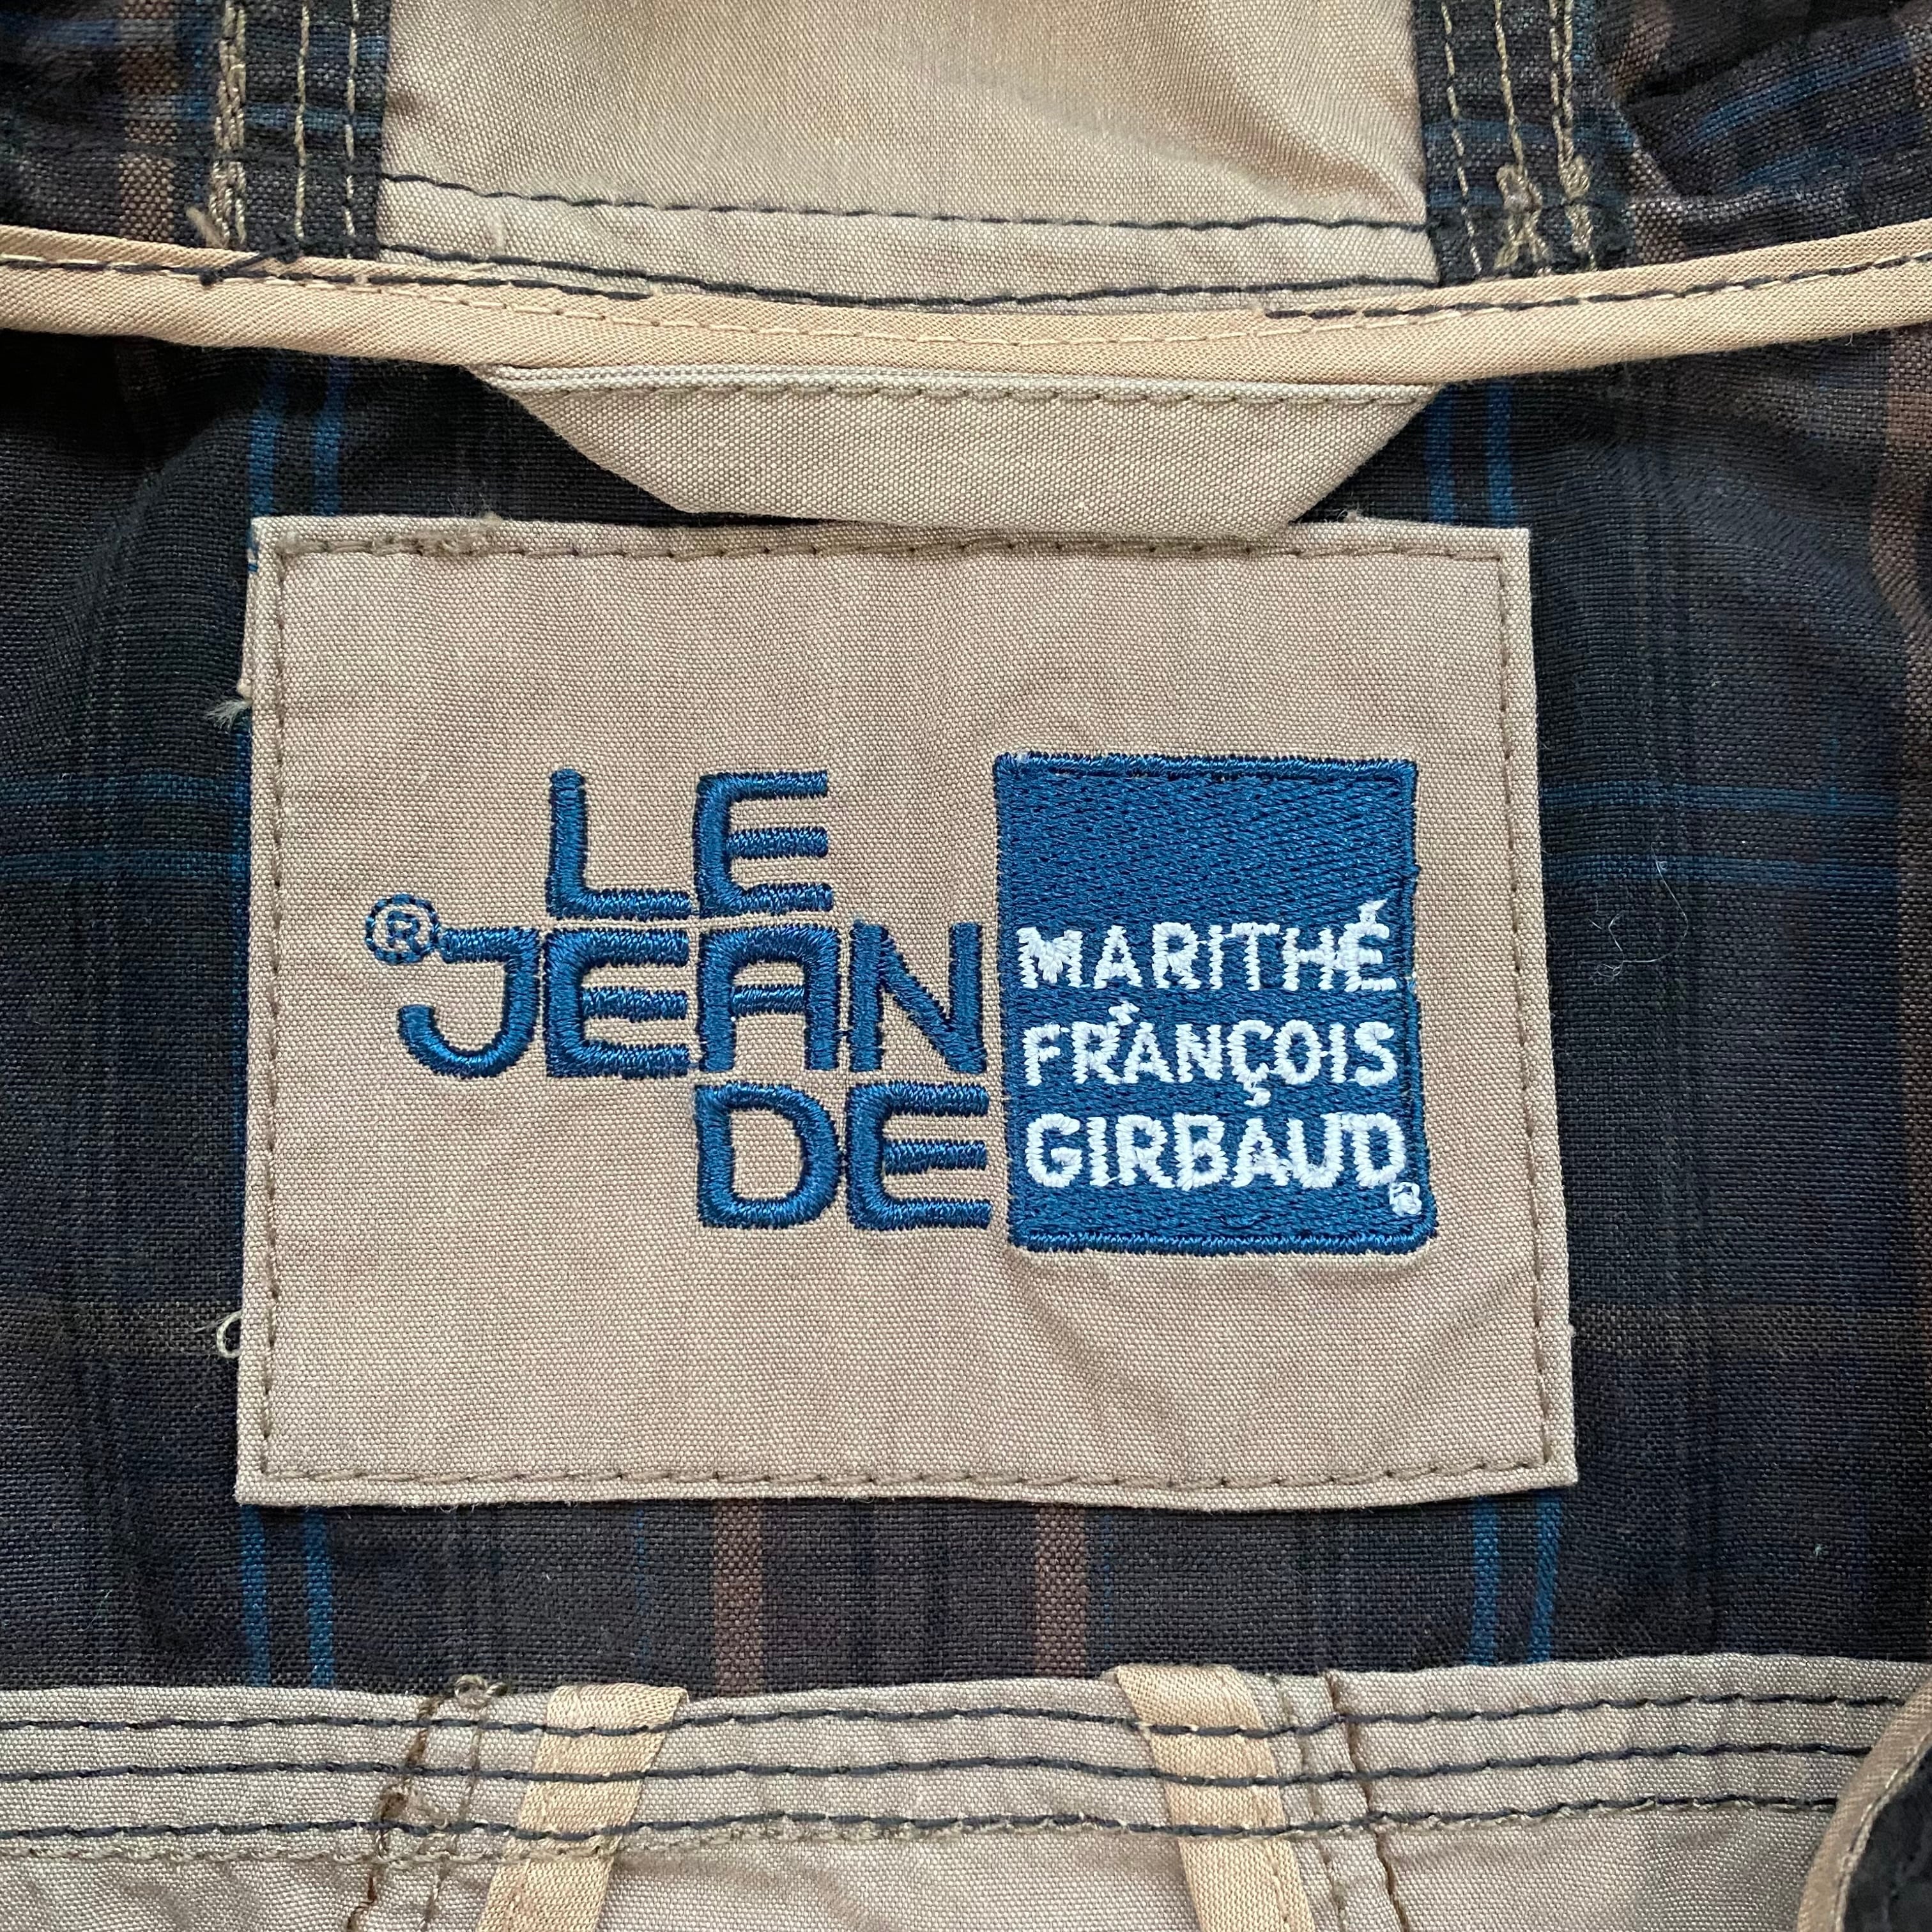 LE
® JEAN
DE
MARITHÉ
FRANÇOIS
GIRBAUD